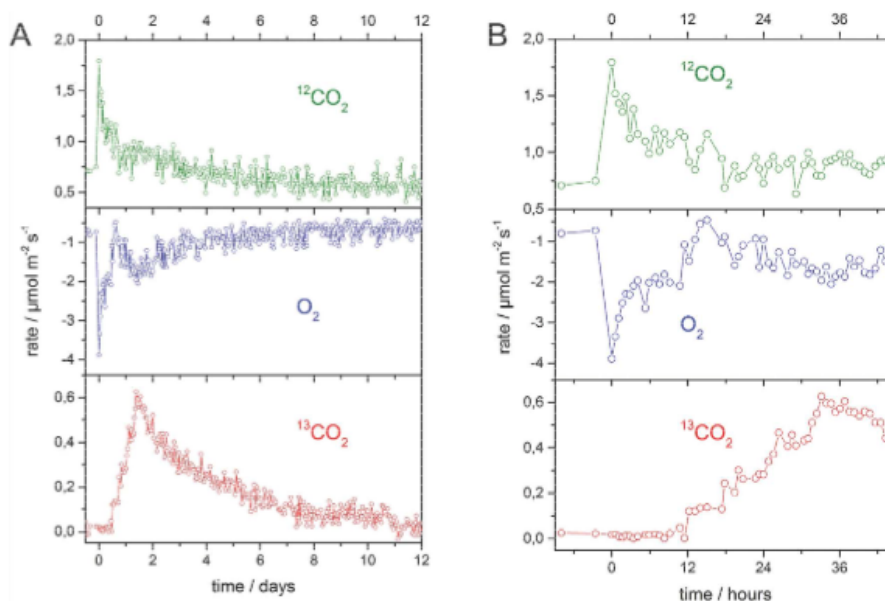 A
0 2 4 6 8 10 12
2,0
1,5
1,0
0,5
¹²CO₂
rate / µmol m⁻² s⁻¹
-1
-2
-3
-4
O₂
0,6
0,4
0,2
0,0
¹³CO₂
0 2 4 6 8 10 12
time / days
B
0 12 24 36
2,0
1,5
1,0
0,5
¹²CO₂
rate / µmol m⁻² s⁻¹
-1
-2
-3
-4
O₂
0,6
0,4
0,2
0,0
¹³CO₂
0 12 24 36
time / hours